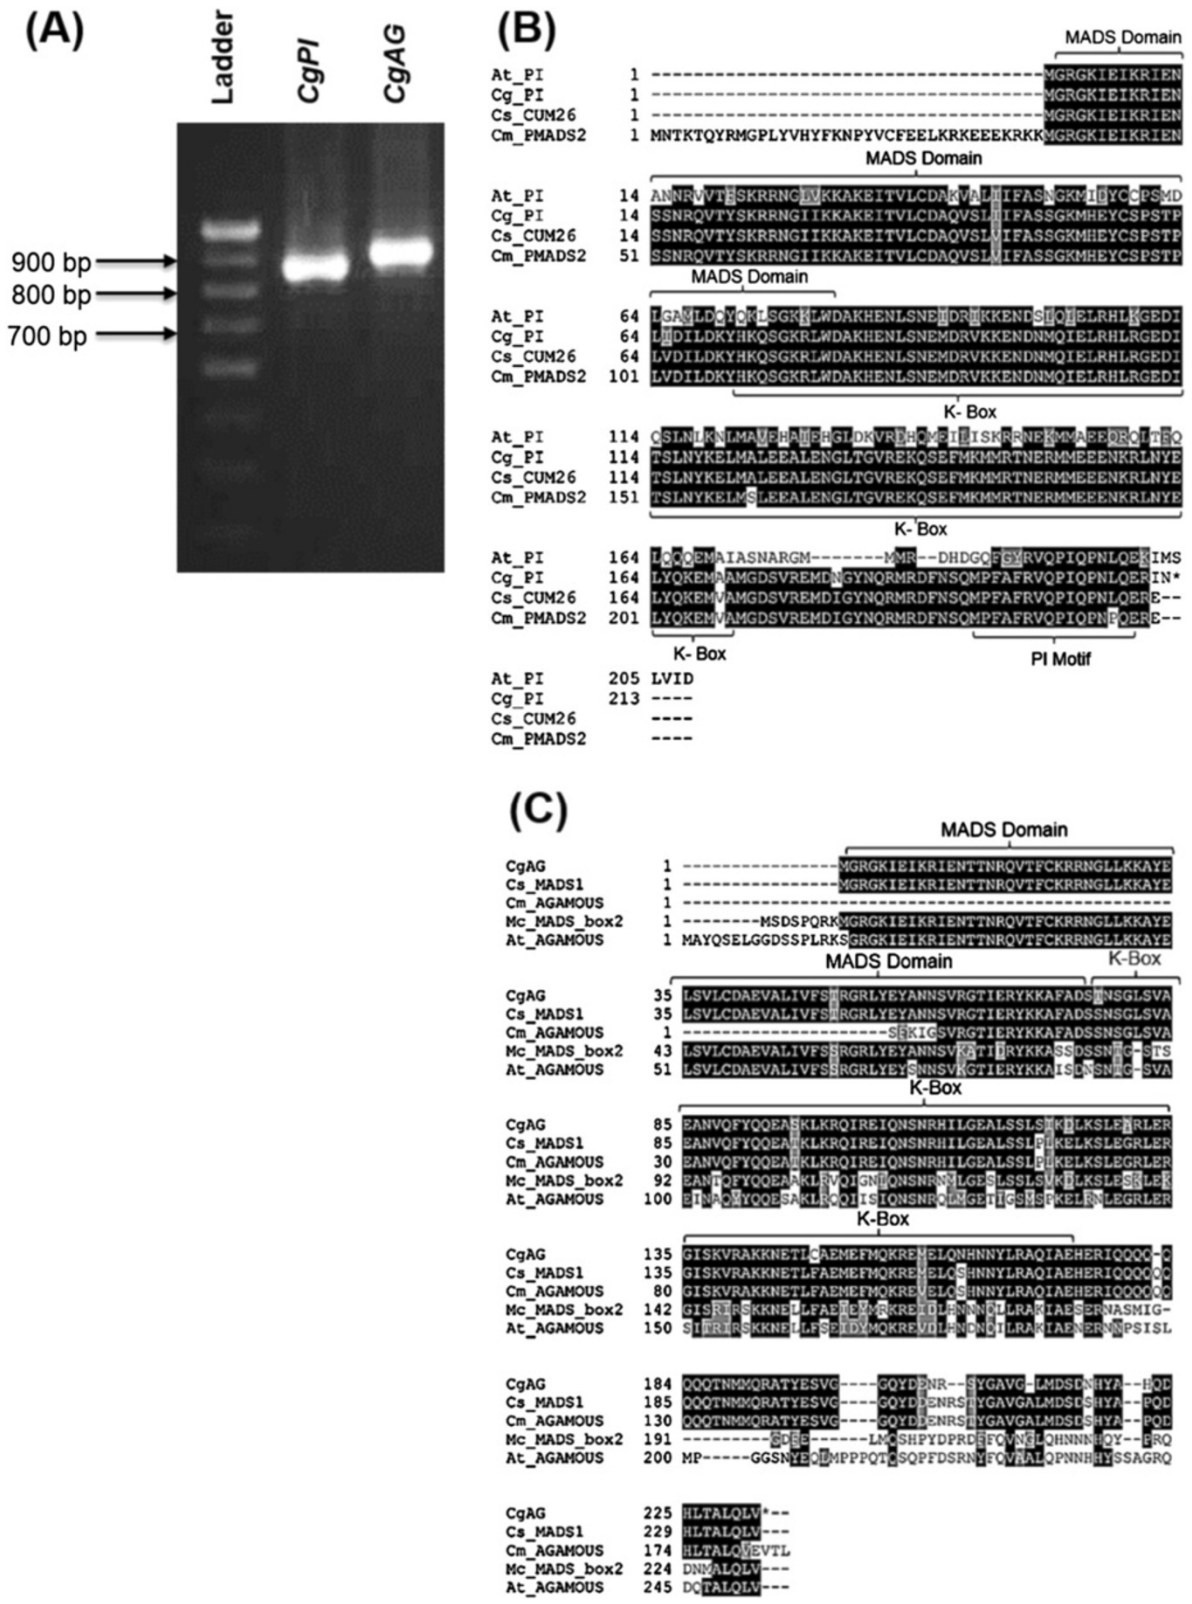 (A)
Ladder
CgPI
CgAG
900 bp
800 bp
700 bp
(B)
MADS Domain
At_PI 1 --------------------------------------MGRGKIEIKRIEN
Cg_PI 1 --------------------------------------MGRGKIEIKRIEN
Cs_CUM26 1 --------------------------------------MGRGKIEIKRIEN
Cm_PMADS2 1 MNTKTQYRMGPLYVHYFKNPYVCFEELKRKEEEKRKKMGRGKIEIKRIEN
MADS Domain
At_PI 14 ANNRVVTFSKRRNGLVKKAKEITVLCDAKVALIIFASNGKMIDYCCPSMD
Cg_PI 14 SSNRQVTYSKRRNGIIKKAKEITVLCDAQVSLIIFASSGKMHEYCSPSTP
Cs_CUM26 14 SSNRQVTYSKRRNGIIKKAKEITVLCDAQVSLVIFASSGKMHEYCSPSTP
Cm_PMADS2 51 SSNRQVTYSKRRNGIIKKAKEITVLCDAQVSLVIFASSGKMHEYCSPSTP
MADS Domain
At_PI 64 LGAMLDQYQKLSGKKLWDAKHENLSNEIDRIKKENDSLQLELRHLKGEDI
Cg_PI 64 LHDILDKYHKQSGKRLWDAKHENLSNEMDRVKKENDNMQIELRHLRGEDI
Cs_CUM26 64 LVDILDKYHKQSGKRLWDAKHENLSNEMDRVKKENDNMQIELRHLRGEDI
Cm_PMADS2 101 LVDILDKYHKQSGKRLWDAKHENLSNEMDRVKKENDNMQIELRHLRGEDI
K- Box
At_PI 114 QSLNLKNLMAVEHAIEHGLDKVRDHQMEILISKRRNEKMMAEEQRQLTFQ
Cg_PI 114 TSLNYKELMALEEALENGLTGVREKQSEFMKMMRTNERMMEEENKRLNYE
Cs_CUM26 114 TSLNYKELMALEEALENGLTGVREKQSEFMKMMRTNERMMEEENKRLNYE
Cm_PMADS2 151 TSLNYKELMSLEEALENGLTGVREKQSEFMKMMRTNERMMEEENKRLNYE
K- Box
At_PI 164 LQQQEMAIASNARGM-------MMR--DHDGQFGYRVQPIQPNLQEKIMS
Cg_PI 164 LYQKEMAAMGDSVREMDNGYNQRMRDFNSQMPFAFRVQPIQPNLQERIN*
Cs_CUM26 164 LYQKEMVAMGDSVREMDIGYNQRMRDFNSQMPFAFRVQPIQPNLQERE--
Cm_PMADS2 201 LYQKEMVAMGDSVREMDIGYNQRMRDFNSQMPFAFRVQPIQPNPQERE--
K- Box PI Motif
At_PI 205 LVID
Cg_PI 213 ----
Cs_CUM26 ----
Cm_PMADS2 ----
(C)
MADS Domain
CgAG 1 ----------------MGRGKIEIKRIENTTNRQVTFCKRRNGLLKKAYE
Cs_MADS1 1 ----------------MGRGKIEIKRIENTTNRQVTFCKRRNGLLKKAYE
Cm_AGAMOUS 1 --------------------------------------------------
Mc_MADS_box2 1 --------MSDSPQRKMGRGKIEIKRIENTTNRQVTFCKRRNGLLKKAYE
At_AGAMOUS 1 MAYQSELGGDSSPLRKSGRGKIEIKRIENTTNRQVTFCKRRNGLLKKAYE
MADS Domain K-Box
CgAG 35 LSVLCDAEVALIVFSTRGRLYEYANNSVRGTIERYKKAFADSTNSGLSVA
Cs_MADS1 35 LSVLCDAEVALIVFSTRGRLYEYANNSVRGTIERYKKAFADSSNSGLSVA
Cm_AGAMOUS 1 ---------------------SEKIGSVRGTIERYKKAFADSSNSGLSVA
Mc_MADS_box2 43 LSVLCDAEVALIVFSSRGRLYEYANNSVKATIDRYKKASSDSSNTG-STS
At_AGAMOUS 51 LSVLCDAEVALIVFSSRGRLYEYSNNSVKGTIERYKKAISDNSNTG-SVA
K-Box
CgAG 85 EANVQFYQQEASKLKRQIREIQNSNRHILGEALSSLSIKDLKSLEARLER
Cs_MADS1 85 EANVQFYQQEATKLKRQIREIQNSNRHILGEALSSLPLKELKSLEGRLER
Cm_AGAMOUS 30 EANVQFYQQEATKLKRQIREIQNSNRHILGEALSSLPLKELKSLEGRLER
Mc_MADS_box2 92 EANTQFYQQEAAKLRVQIGNLQNSNRNMLGESLSSLSVKDLKSLESKLEK
At_AGAMOUS 100 EINAQYYQQESAKLRQQIISIQNSNRQLMGETIGSMSPKELRNLEGRLER
K-Box
CgAG 135 GISKVRAKKNETLCAEMEFMQKREMELQNHNNYLRAQIAEHERIQQQQ-Q
Cs_MADS1 135 GISKVRAKKNETLFAEMEFMQKREMELQSHNNYLRAQIAEHERIQQQQQQ
Cm_AGAMOUS 80 GISKVRAKKNETLFAEMEFMQKREVELQSHNNYLRAQIAEHERIQQQQQQ
Mc_MADS_box2 142 GISRIRSKKNELLFAEIEYMRKREIDLHNNNQLLRAKIAESERNASMIG-
At_AGAMOUS 150 SITRIRSKKNELLFSEIDYMQKREVDLHNDNQILRAKIAENERNNPSISL
CgAG 184 QQQTNMMQRATYESVG----GQYDENR--SYGAVG-LMDSDNHYA--HQD
Cs_MADS1 185 QQQTNMMQRATYESVG----GQYDDENRSTYGAVGALMDSDSHYA--PQD
Cm_AGAMOUS 130 QQQTNMMQRATYESVG----GQYDDENRSTYGAVGALMDSDSHYA--PQD
Mc_MADS_box2 191 ---------GDFE------LMQSHPYDPRDFFQVNGLQHNNNHQY--PRQ
At_AGAMOUS 200 MP-----GGSNYEQLMPPPQTQSQPFDSRNYFQVAALQPNNHHYSSAGRQ
CgAG 225 HLTALQLV*--
Cs_MADS1 229 HLTALQLV---
Cm_AGAMOUS 174 HLTALQVEVTL
Mc_MADS_box2 224 DNMALQLV---
At_AGAMOUS 245 DQTALQLV---